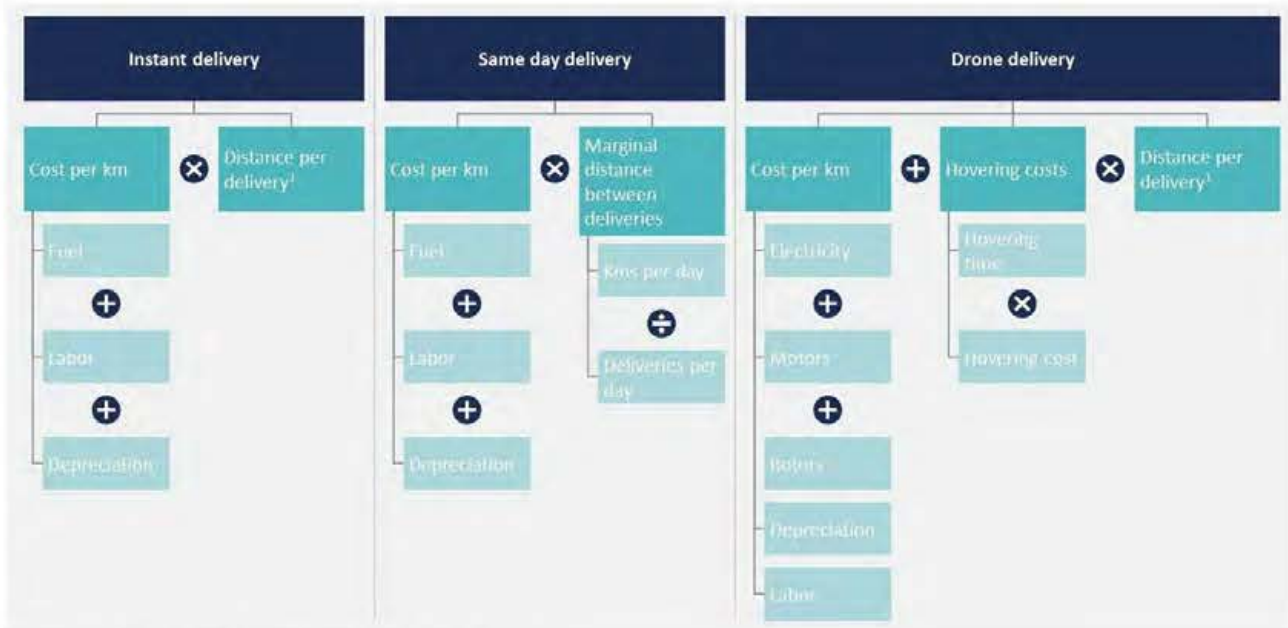 Instant delivery
Cost per km
Distance per
delivery¹
Fuel
Labor
Depreciation
Same day delivery
Cost per km
Marginal
distance
between
deliveries
Fuel
Labor
Depreciation
Kms per day
Deliveries per
day
Drone delivery
Cost per km
Hovering costs
Distance per
delivery¹
Electricity
Motors
Rotors
Depreciation
Labor
Hovering
time
Hovering cost